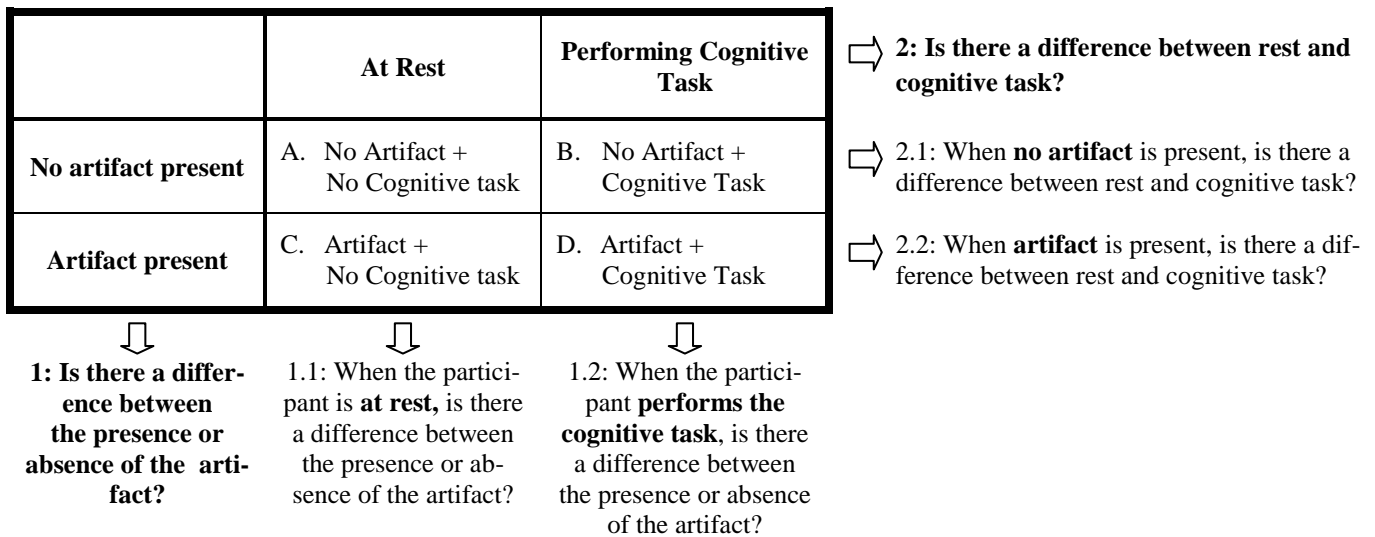 At Rest
Performing Cognitive
Task
2: Is there a difference between rest and
cognitive task?
No artifact present
A. No Artifact +
No Cognitive task
B. No Artifact +
Cognitive Task
2.1: When no artifact is present, is there a
difference between rest and cognitive task?
Artifact present
C. Artifact +
No Cognitive task
D. Artifact +
Cognitive Task
2.2: When artifact is present, is there a dif-
ference between rest and cognitive task?
1: Is there a differ-
ence between
the presence or
absence of the arti-
fact?
1.1: When the partici-
pant is at rest, is there
a difference between
the presence or ab-
sence of the artifact?
1.2: When the partici-
pant performs the
cognitive task, is there
a difference between
the presence or absence
of the artifact?